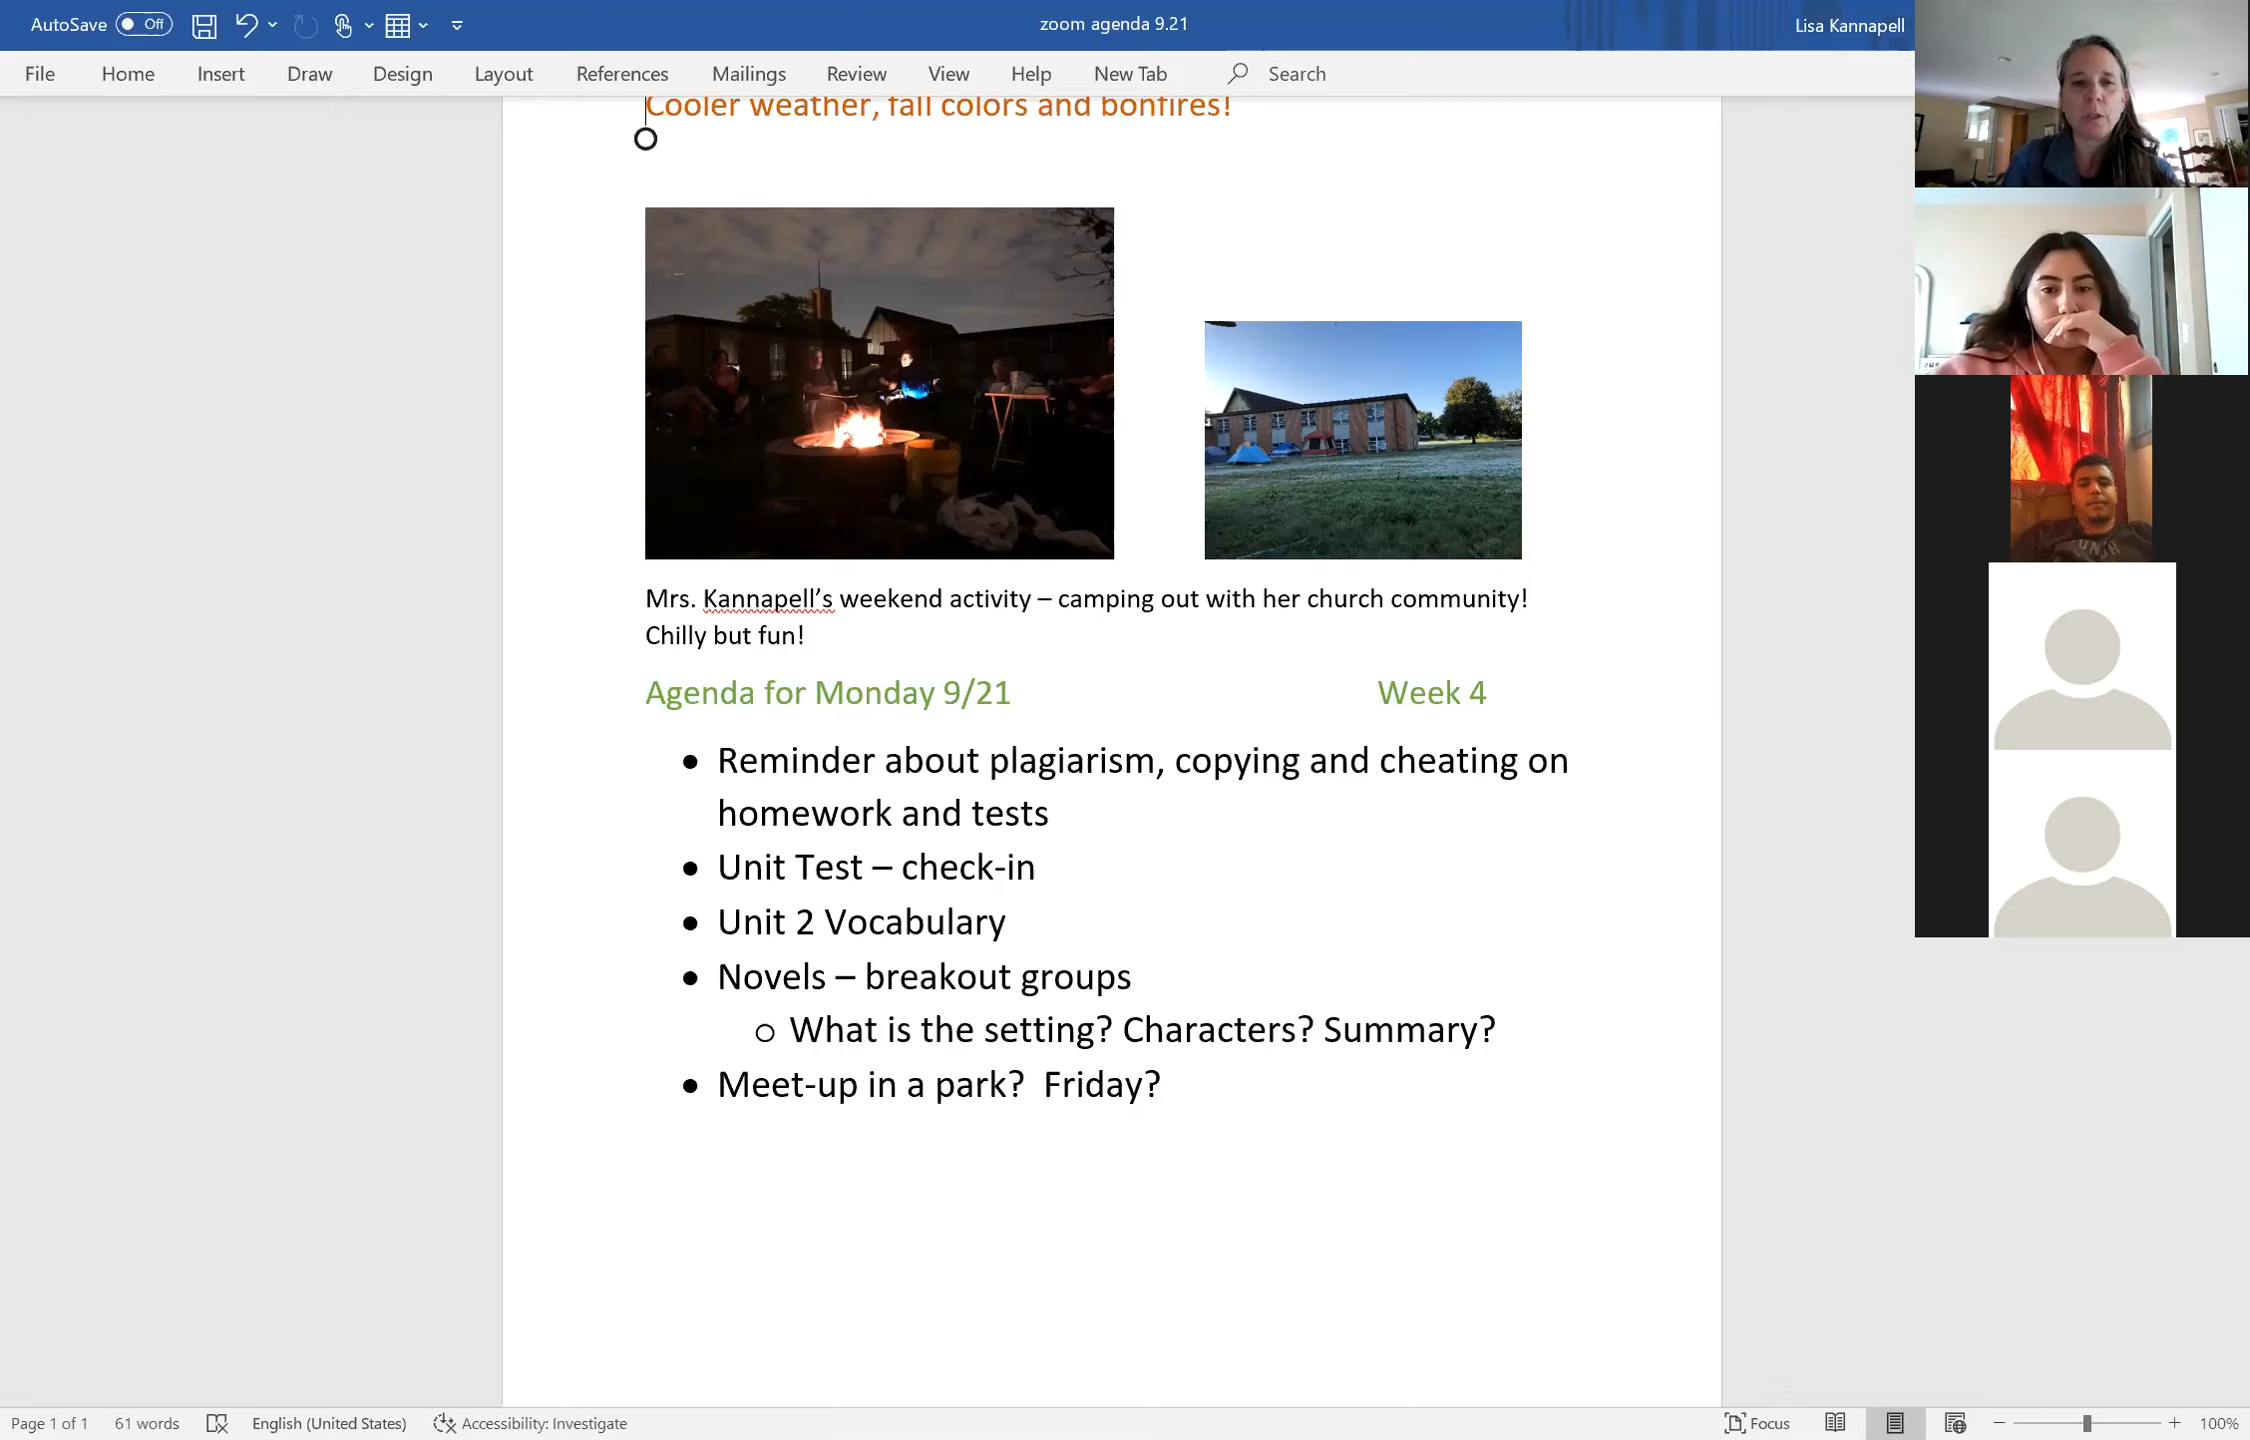 AutoSave Off
zoom agenda 9.21
Lisa Kannapell
File Home Insert Draw Design Layout References Mailings Review View Help New Tab Search
Cooler weather, fall colors and bonfires!
Mrs. Kannapell’s weekend activity – camping out with her church community!
Chilly but fun!
Agenda for Monday 9/21 Week 4
• Reminder about plagiarism, copying and cheating on
homework and tests
• Unit Test – check-in
• Unit 2 Vocabulary
• Novels – breakout groups
o What is the setting? Characters? Summary?
• Meet-up in a park?  Friday?
Page 1 of 1 61 words English (United States) Accessibility: Investigate Focus 100%